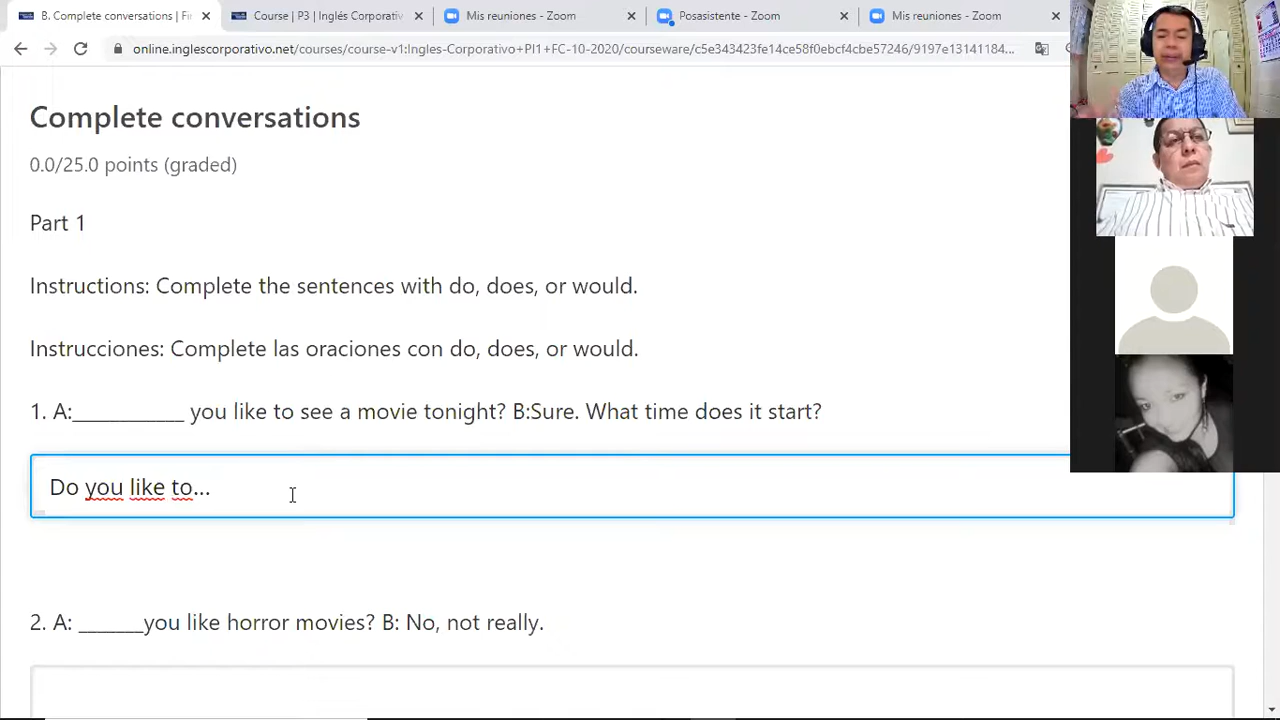 B. Complete conversations | Fi
Course | P3 | Inglés Corporativ
Mis reuniones - Zoom
Posasistente - Zoom
Mis reuniones - Zoom
online.inglescorporativo.net/courses/course-v1:Ingles-Corporativo+PI1+FC-10-2020/courseware/c5e343423fe14ce58f0ebcf4cbe57246/9197e13141184...
Complete conversations
0.0/25.0 points (graded)
Part 1
Instructions: Complete the sentences with do, does, or would.
Instrucciones: Complete las oraciones con do, does, or would.
1. A:___________ you like to see a movie tonight? B:Sure. What time does it start?
Do you like to...
2. A: _______you like horror movies? B: No, not really.